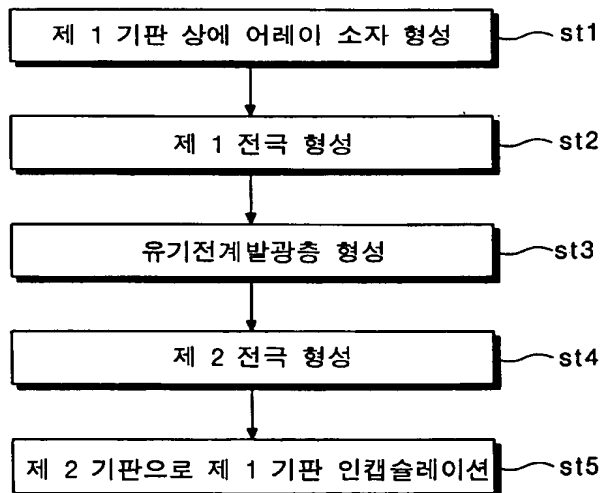 제 1 기판 상에 어레이 소자 형성 st1
제 1 전극 형성 st2
유기전계발광층 형성 st3
제 2 전극 형성 st4
제 2 기판으로 제 1 기판 인캡슐레이션 st5